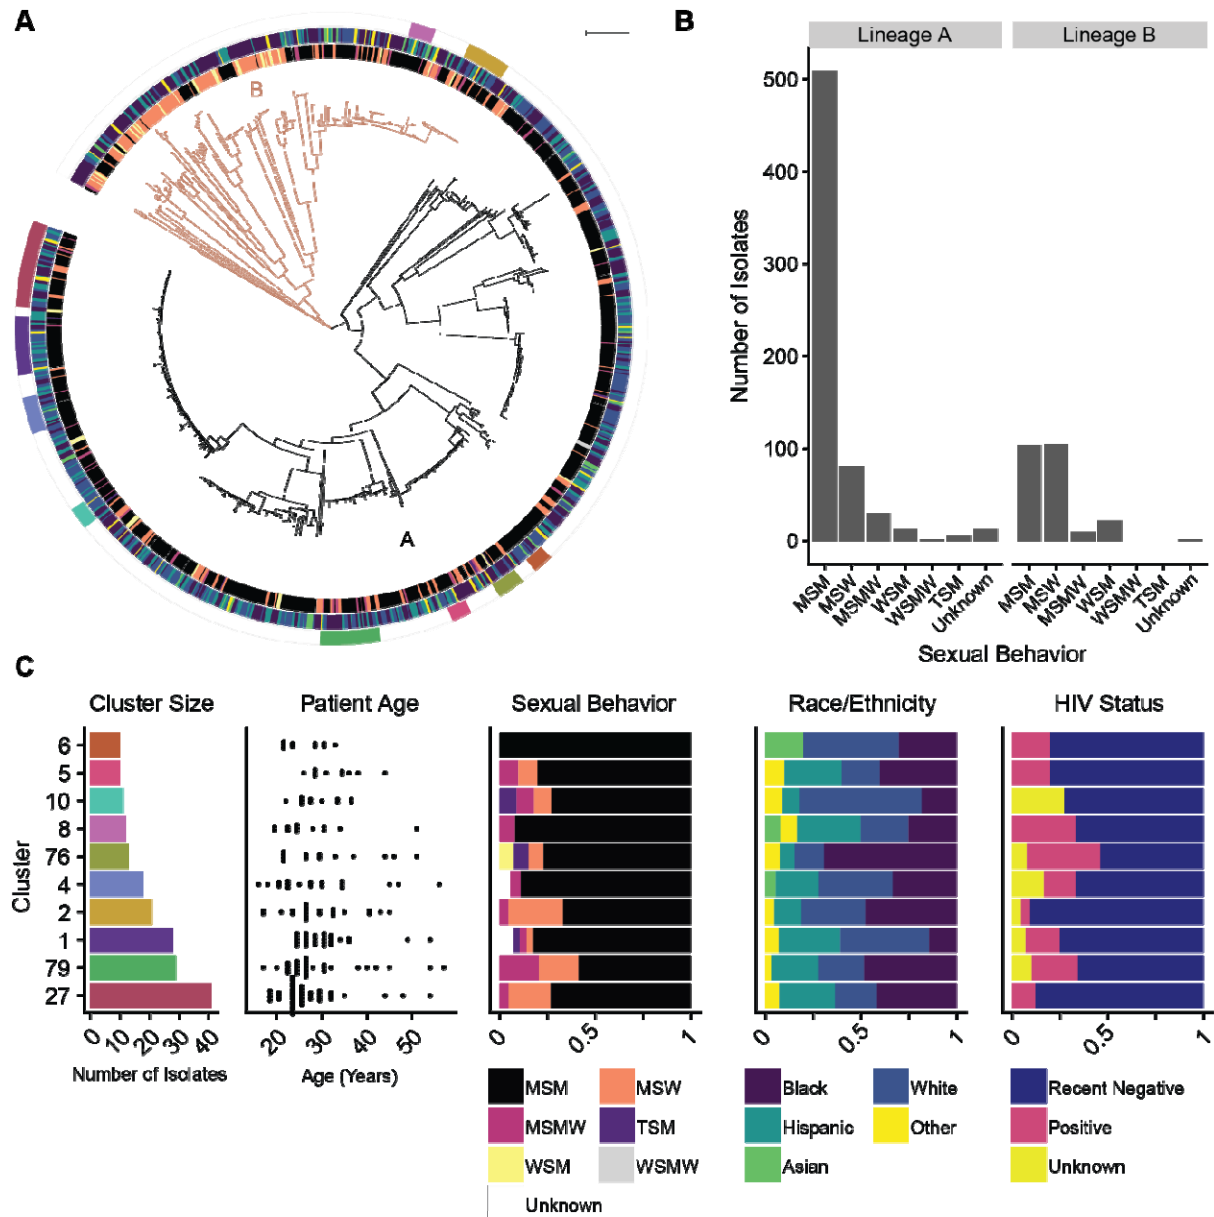 A
B
A
B
Lineage A
Lineage B
Number of Isolates
500
400
300
200
100
0
MSM
MSW
MSMW
WSM
WSMW
TSM
Unknown
MSM
MSW
MSMW
WSM
WSMW
TSM
Unknown
Sexual Behavior
C
Cluster Size
Patient Age
Sexual Behavior
Race/Ethnicity
HIV Status
Cluster
6
5
10
8
76
4
2
1
79
27
0 10 20 30 40
20 30 40 50
0 0.5 1
0 0.5 1
0 0.5 1
Number of Isolates
Age (Years)
MSM MSW
MSMW TSM
WSM WSMW
Unknown
Black White
Hispanic Other
Asian
Recent Negative
Positive
Unknown